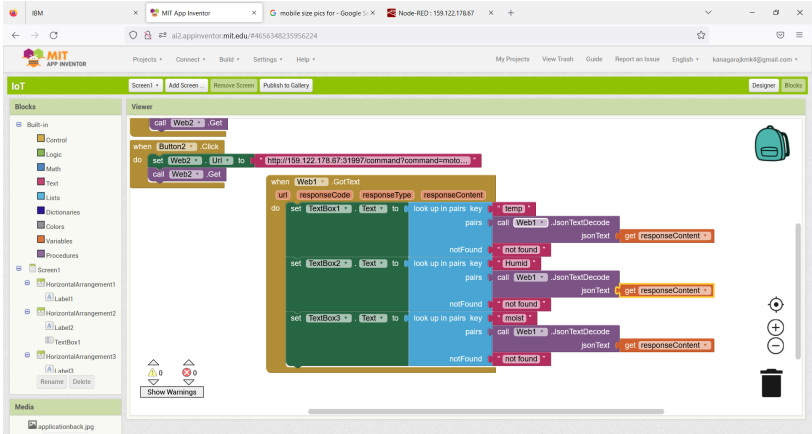 IBM
MIT App Inventor
mobile size pics for - Google Se
Node-RED : 159.122.178.67
ai2.appinventor.mit.edu/#4656348235956224
MIT
APP INVENTOR
Projects
Connect
Build
Settings
Help
My Projects
View Trash
Guide
Report an Issue
English
kanagarajkmk4@gmail.com
IoT
Screen1
Add Screen ...
Remove Screen
Publish to Gallery
Designer
Blocks
Blocks
Viewer
Built-in
Control
Logic
Math
Text
Lists
Dictionaries
Colors
Variables
Procedures
Screen1
HorizontalArrangement1
Label1
HorizontalArrangement2
Label2
TextBox1
HorizontalArrangement3
Label3
Rename
Delete
Media
applicationback.jpg
call Web2 .Get
when Button2 .Click
do set Web2 . Url to " http://159.122.178.67:31997/command?command=moto... "
call Web2 .Get
when Web1 .GotText
url responseCode responseType responseContent
do set TextBox1 . Text to look up in pairs key " temp "
pairs call Web1 .JsonTextDecode
jsonText get responseContent
notFound " not found "
set TextBox2 . Text to look up in pairs key " Humid "
pairs call Web1 .JsonTextDecode
jsonText get responseContent
notFound " not found "
set TextBox3 . Text to look up in pairs key " moist "
pairs call Web1 .JsonTextDecode
jsonText get responseContent
notFound " not found "
0
0
Show Warnings